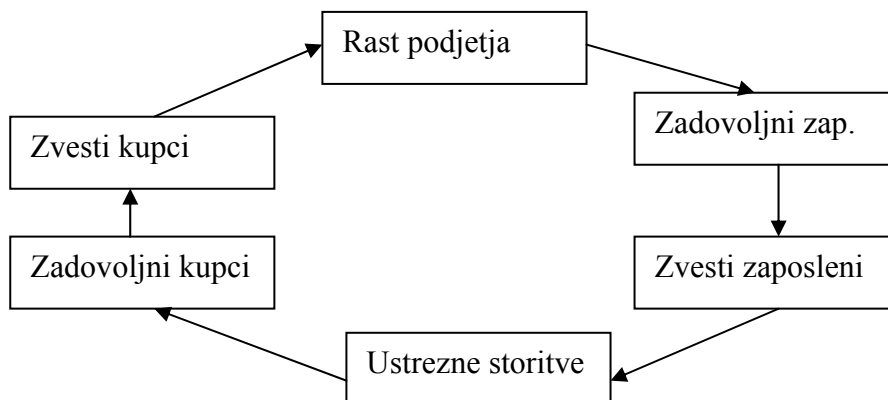 Rast podjetja
Zadovoljni zap.
Zvesti kupci
Zadovoljni kupci
Zvesti zaposleni
Ustrezne storitve